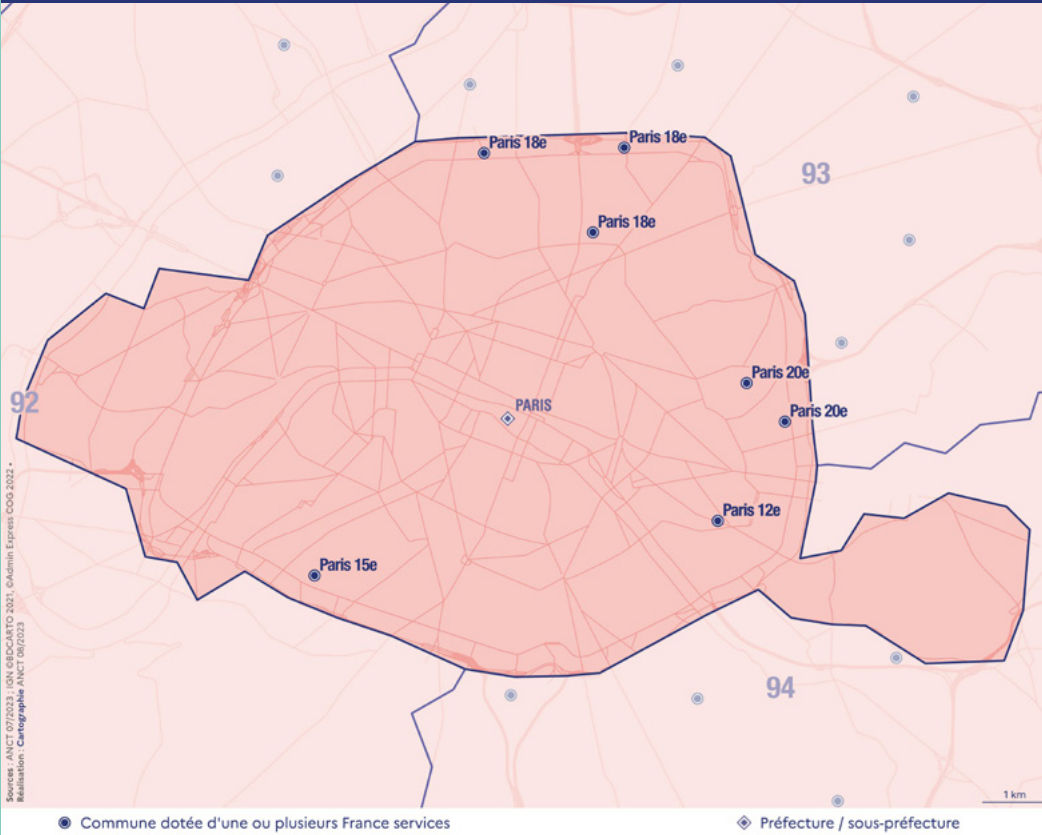 Paris 18e
Paris 18e
93
Paris 18e
Paris 20e
92
PARIS
Paris 20e
Paris 12e
Paris 15e
94
Sources : ANCT 07/2023 ; IGN ©BDCARTO 2021, ©Admin Express COG 2022 •
Réalisation : Cartographie ANCT 08/2023
1 km
Commune dotée d'une ou plusieurs France services
Préfecture / sous-préfecture